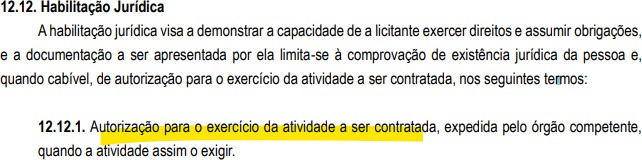 12.12. Habilitação Jurídica
A habilitação jurídica visa a demonstrar a capacidade de a licitante exercer direitos e assumir obrigações,
e a documentação a ser apresentada por ela limita-se à comprovação de existência jurídica da pessoa e,
quando cabível, de autorização para o exercício da atividade a ser contratada, nos seguintes termos:
12.12.1. Autorização para o exercício da atividade a ser contratada, expedida pelo órgão competente,
quando a atividade assim o exigir.